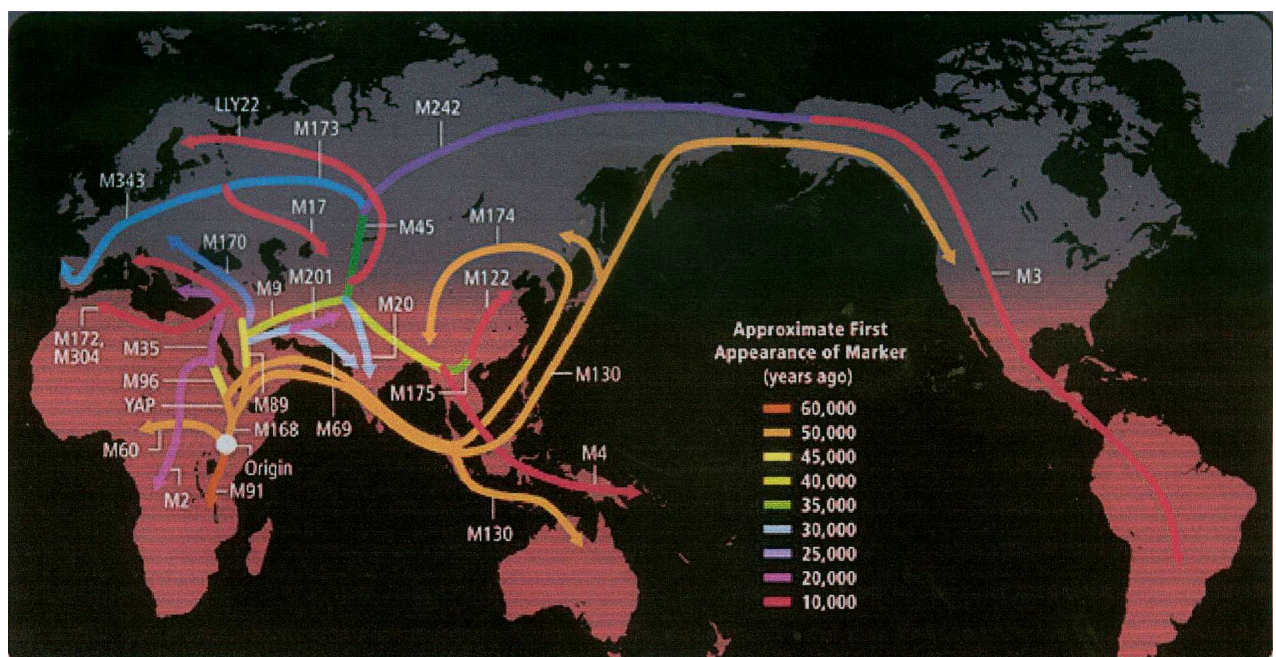 LLY22
M242
M173
M343
M17
M45
M174
M170
M201
M9
M20
M122
M3
M172,
M304
M35
M96
YAP
M89
M175
M130
M168
M69
M60
Origin
M2
M91
M4
M130
Approximate First
Appearance of Marker
(years ago)
60,000
50,000
45,000
40,000
35,000
30,000
25,000
20,000
10,000